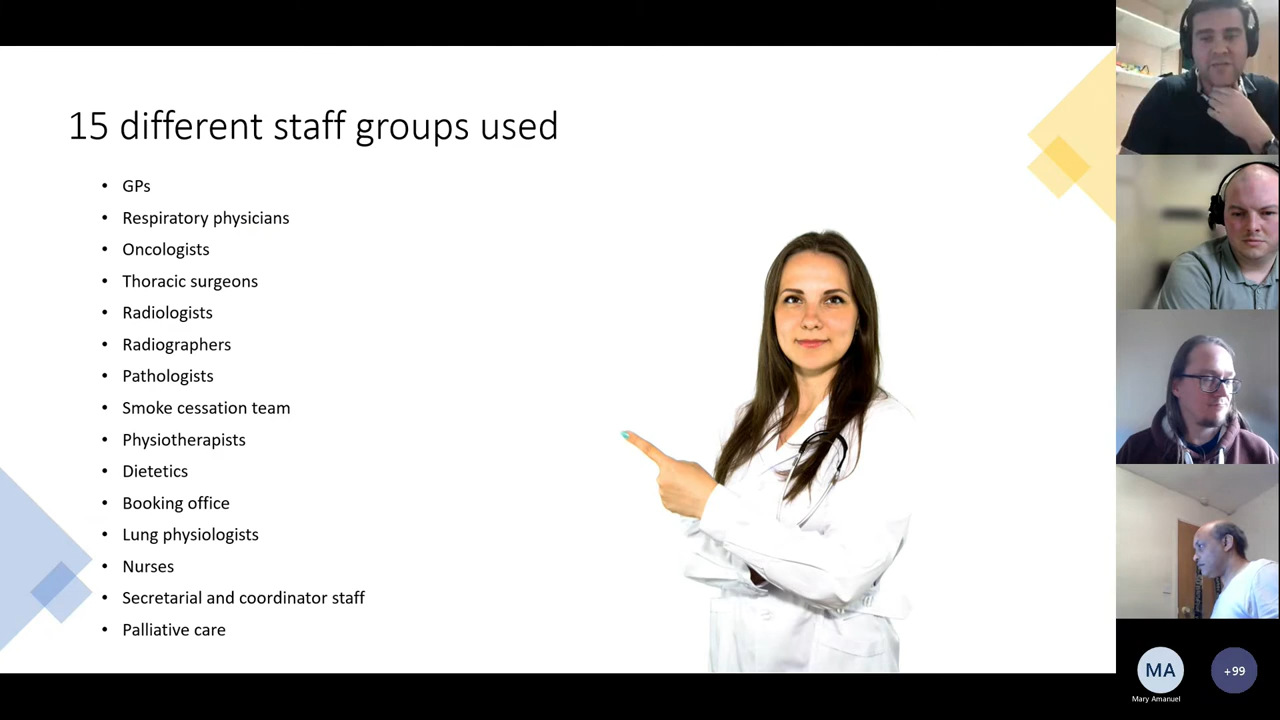 15 different staff groups used
• GPs
• Respiratory physicians
• Oncologists
• Thoracic surgeons
• Radiologists
• Radiographers
• Pathologists
• Smoke cessation team
• Physiotherapists
• Dietetics
• Booking office
• Lung physiologists
• Nurses
• Secretarial and coordinator staff
• Palliative care
MA
+99
Mary Amanuel